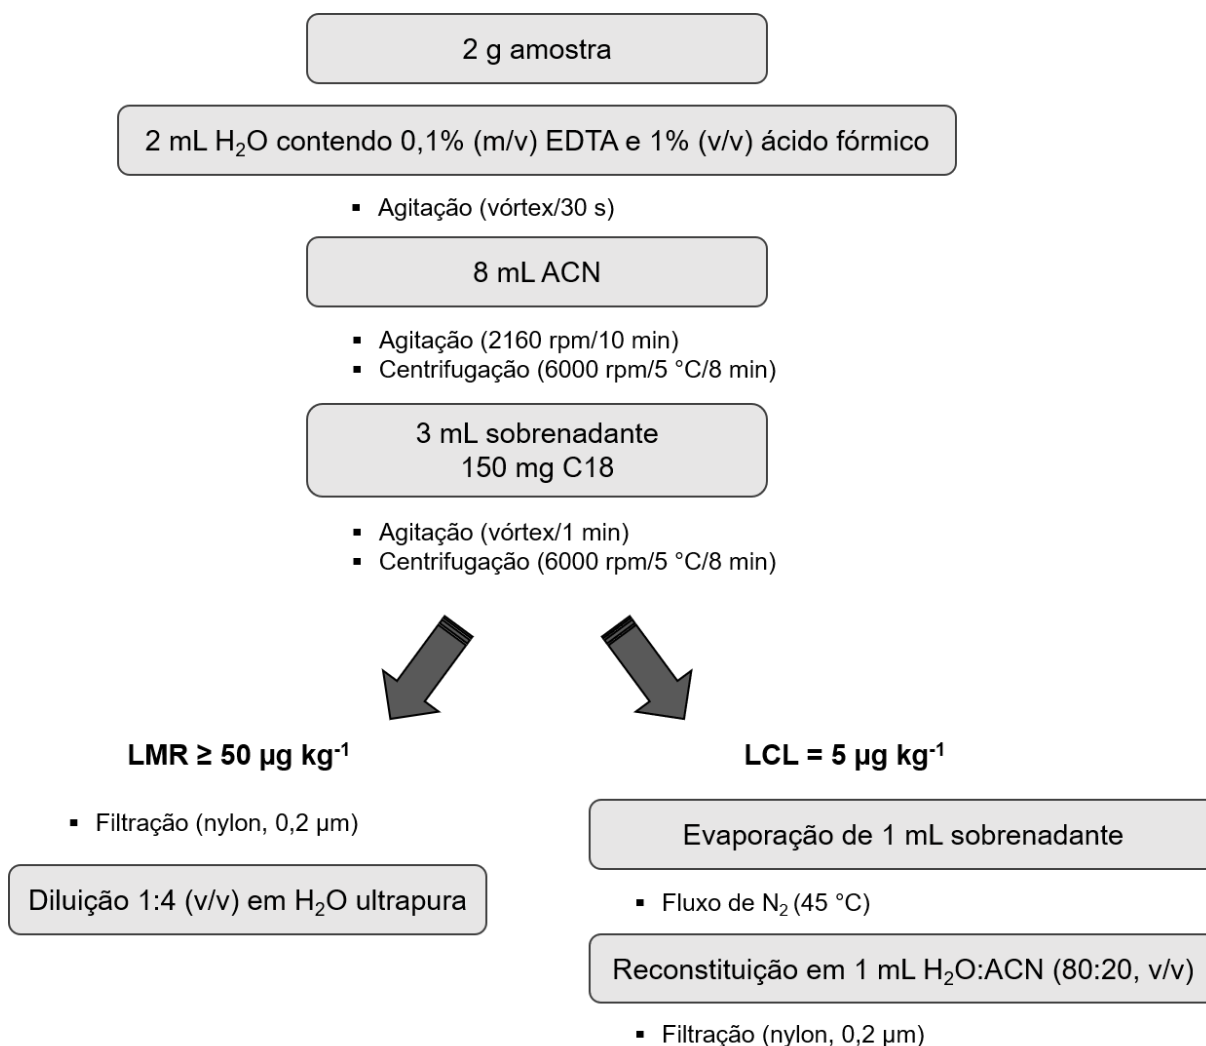 2 g amostra
2 mL H₂O contendo 0,1% (m/v) EDTA e 1% (v/v) ácido fórmico
▪ Agitação (vórtex/30 s)
8 mL ACN
▪ Agitação (2160 rpm/10 min)
▪ Centrifugação (6000 rpm/5 °C/8 min)
3 mL sobrenadante
150 mg C18
▪ Agitação (vórtex/1 min)
▪ Centrifugação (6000 rpm/5 °C/8 min)
LMR ≥ 50 µg kg⁻¹
▪ Filtração (nylon, 0,2 µm)
Diluição 1:4 (v/v) em H₂O ultrapura
LCL = 5 µg kg⁻¹
Evaporação de 1 mL sobrenadante
▪ Fluxo de N₂ (45 °C)
Reconstituição em 1 mL H₂O:ACN (80:20, v/v)
▪ Filtração (nylon, 0,2 µm)